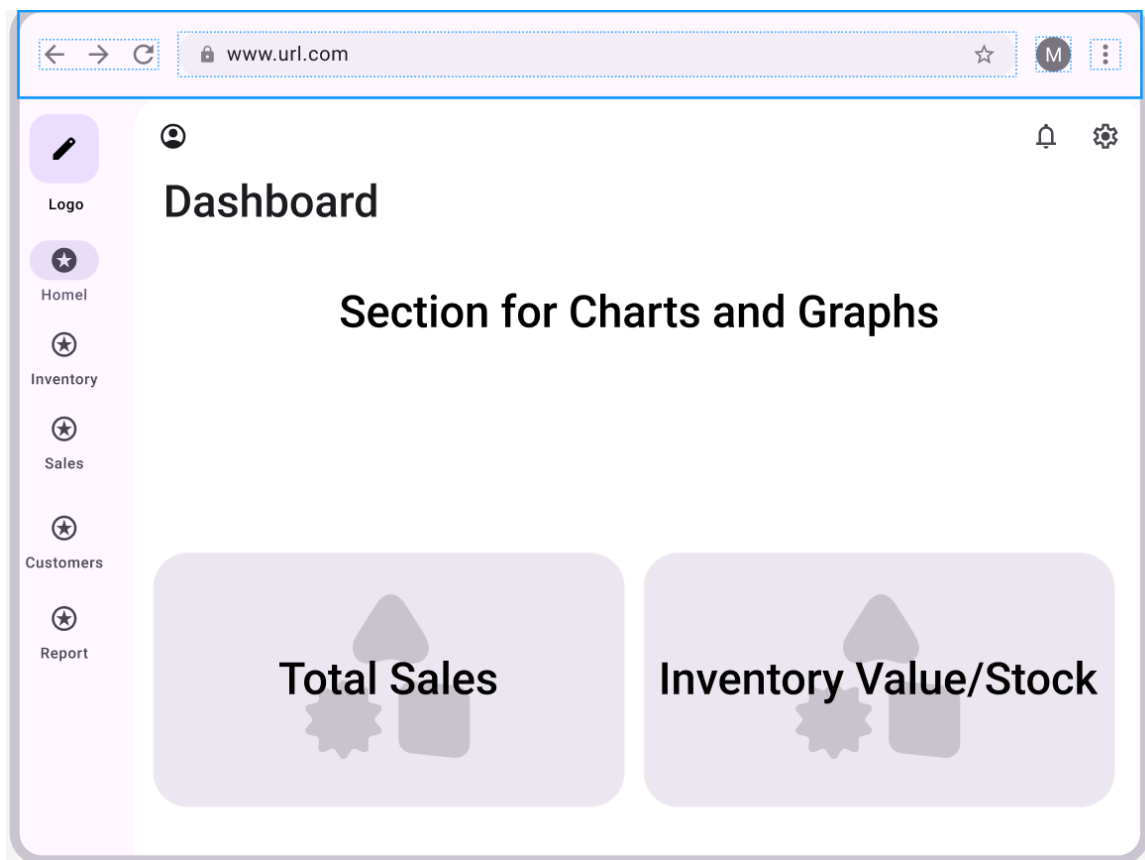 www.url.com
M
Logo
Dashboard
Homel
Section for Charts and Graphs
Inventory
Sales
Customers
Report
Total Sales
Inventory Value/Stock